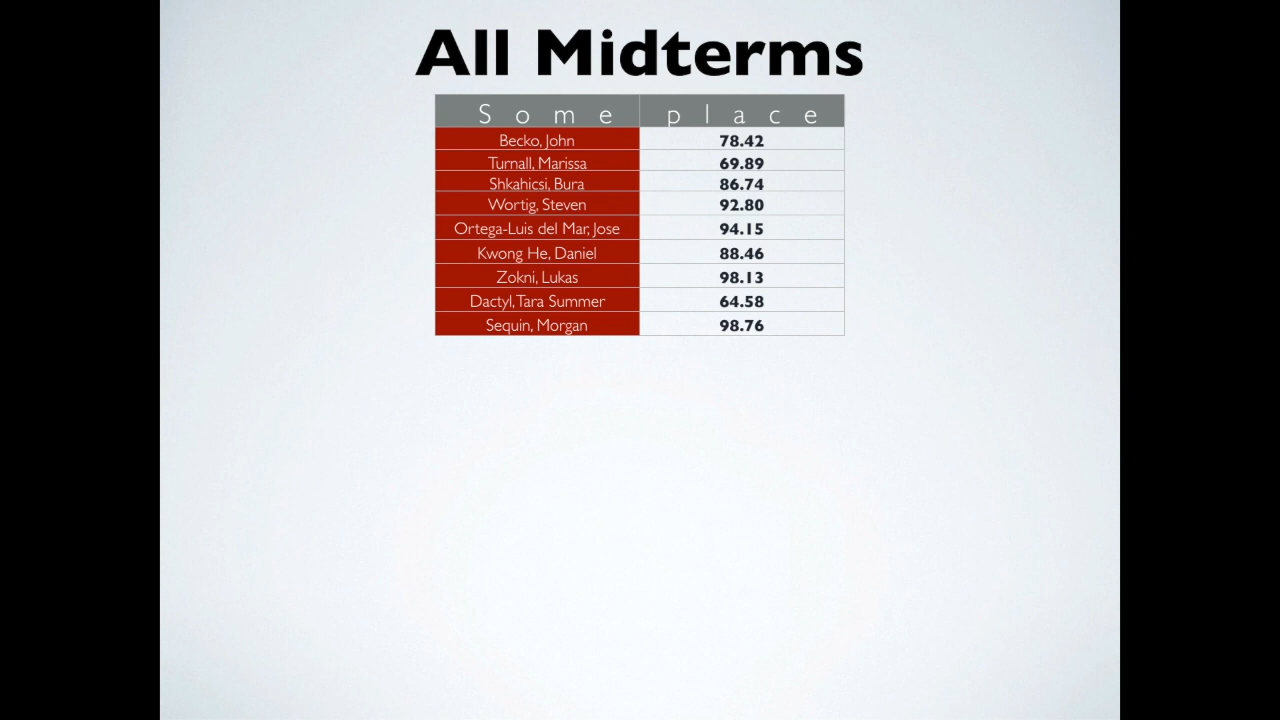 All Midterms
Some place
Becko, John 78.42
Turnall, Marissa 69.89
Shkahicsi, Bura 86.74
Wortig, Steven 92.80
Ortega-Luis del Mar, Jose 94.15
Kwong He, Daniel 88.46
Zokni, Lukas 98.13
Dactyl, Tara Summer 64.58
Sequin, Morgan 98.76